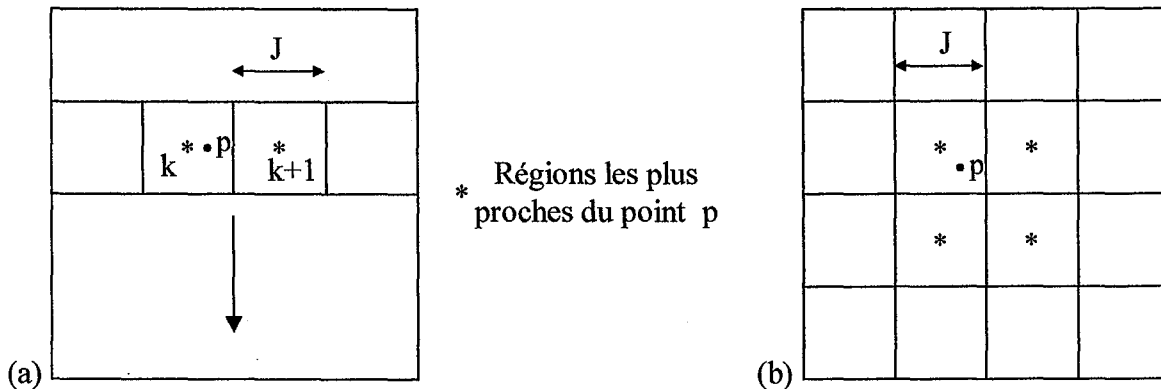 J
k * • p * k+1
(a)
* Régions les plus
proches du point p
J
* *
• p
* *
(b)